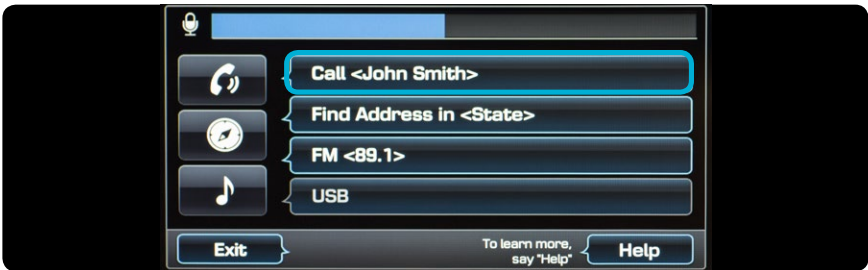 Call <John Smith>
Find Address in <State>
FM <89.1>
USB
Exit
To learn more,
say "Help"
Help